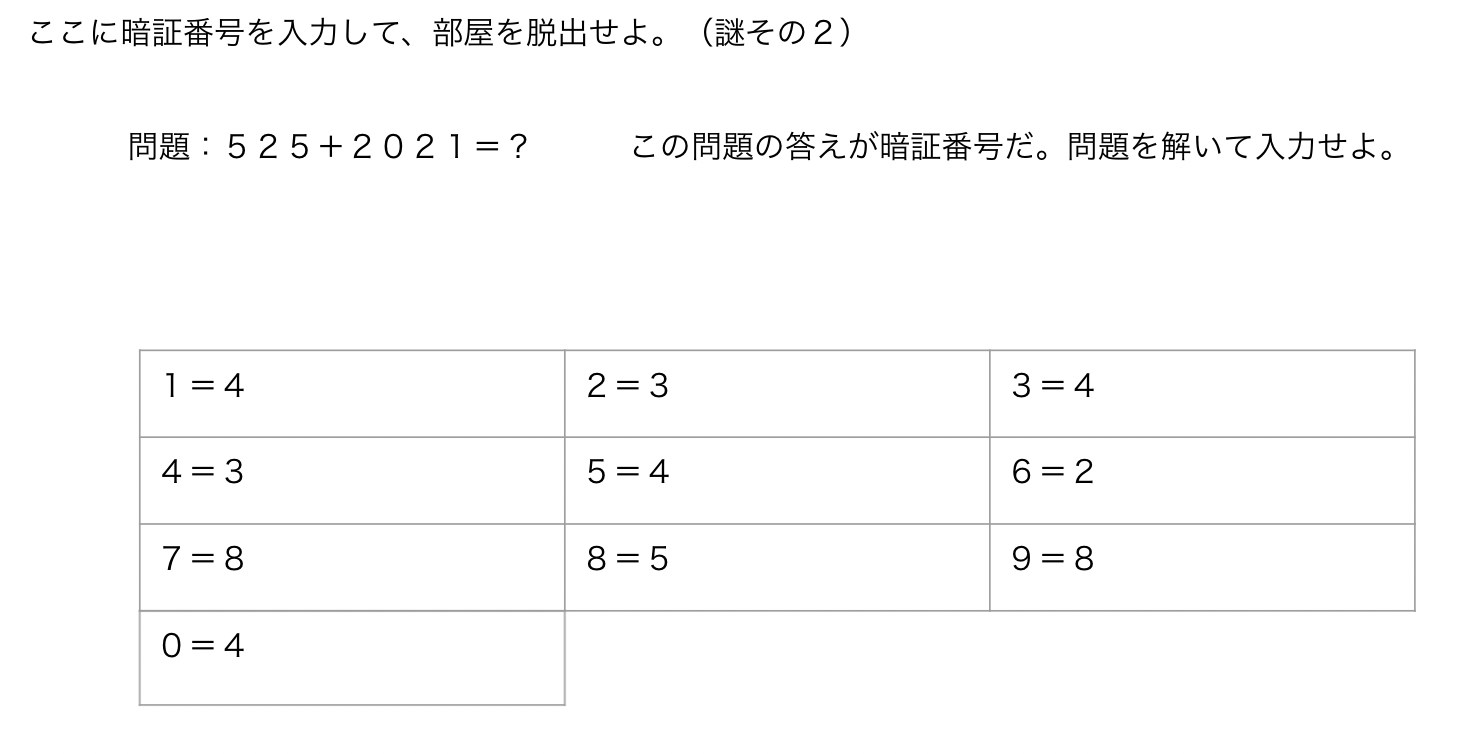 ここに暗証番号を入力して、部屋を脱出せよ。（謎その２）
問題：５２５＋２０２１＝？　　　この問題の答えが暗証番号だ。問題を解いて入力せよ。
１＝４　２＝３　３＝４
４＝３　５＝４　６＝２
７＝８　８＝５　９＝８
０＝４